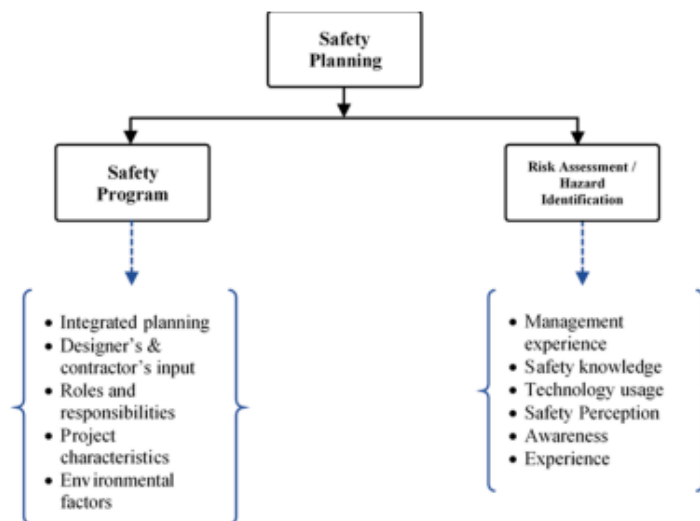 Safety
Planning
Safety
Program
Risk Assessment /
Hazard
Identification
• Integrated planning
• Designer's &
contractor's input
• Roles and
responsibilities
• Project
characteristics
• Environmental
factors
• Management
experience
• Safety knowledge
• Technology usage
• Safety Perception
• Awareness
• Experience